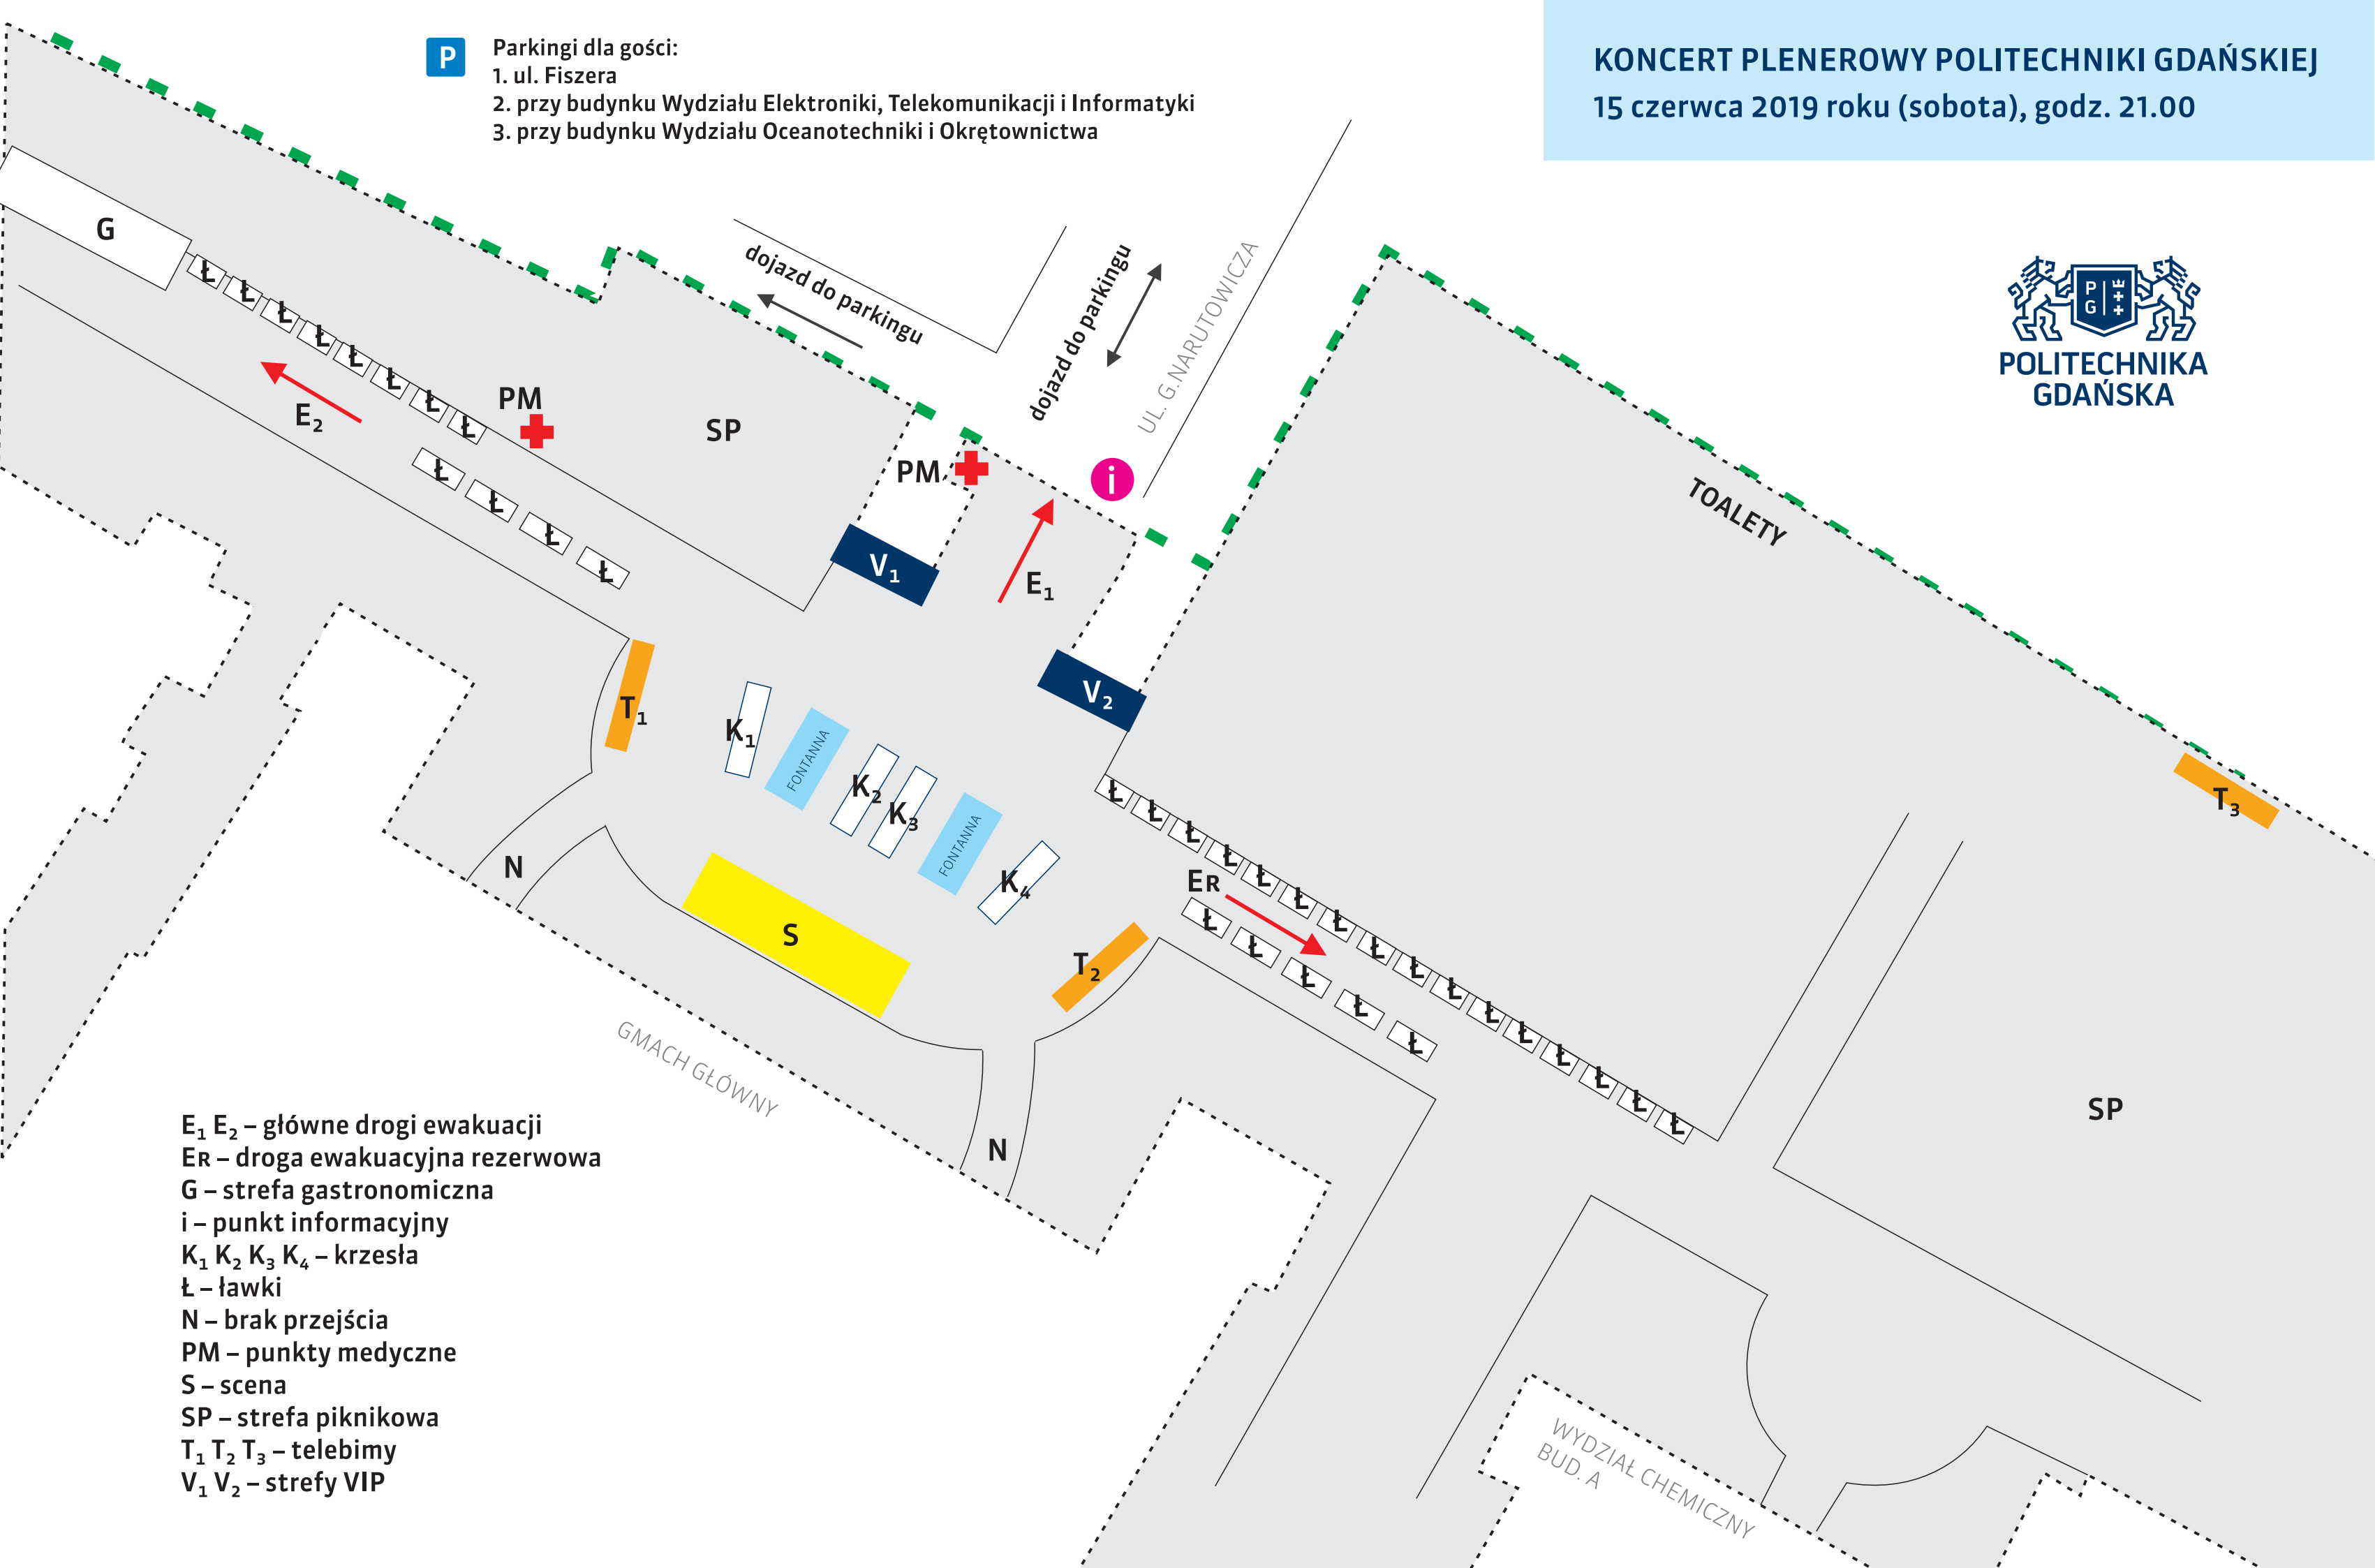 P
Parkingi dla gości:
1. ul. Fiszera
2. przy budynku Wydziału Elektroniki, Telekomunikacji i Informatyki
3. przy budynku Wydziału Oceanotechniki i Okrętownictwa
KONCERT PLENEROWY POLITECHNIKI GDAŃSKIEJ
15 czerwca 2019 roku (sobota), godz. 21.00
P G
POLITECHNIKA
GDAŃSKA
dojazd do parkingu
dojazd do parkingu
UL. G.NARUTOWICZA
G
Ł Ł Ł Ł Ł Ł Ł Ł
E₂
PM
SP
PM
i
Ł Ł Ł Ł
V₁
E₁
TOALETY
T₁
V₂
K₁
FONTANNA
K₂
K₃
FONTANNA
K₄
T₃
N
S
T₂
Ł Ł Ł Ł Ł Ł Ł Ł Ł Ł Ł Ł Ł Ł Ł Ł
ER
Ł Ł Ł Ł Ł
GMACH GŁÓWNY
N
SP
WYDZIAŁ CHEMICZNY
BUD. A
E₁ E₂ – główne drogi ewakuacji
ER – droga ewakuacyjna rezerwowa
G – strefa gastronomiczna
i – punkt informacyjny
K₁ K₂ K₃ K₄ – krzesła
Ł – ławki
N – brak przejścia
PM – punkty medyczne
S – scena
SP – strefa piknikowa
T₁ T₂ T₃ – telebimy
V₁ V₂ – strefy VIP